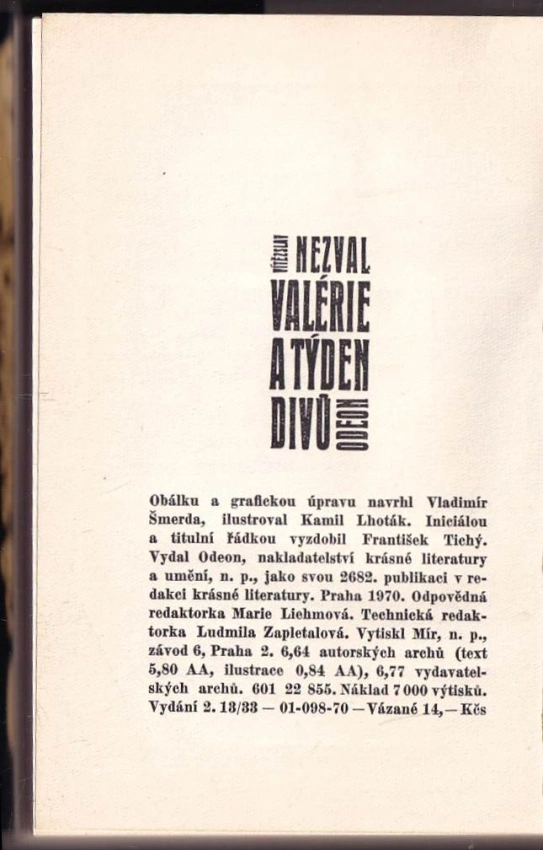 VÍTĚZSLAV NEZVAL
VALÉRIE
A TÝDEN
DIVŮ ODEON
Obálku a grafickou úpravu navrhl Vladimír
Šmerda, ilustroval Kamil Lhoták. Iniciálou
a titulní řádkou vyzdobil František Tichý.
Vydal Odeon, nakladatelství krásné literatury
a umění, n. p., jako svou 2682. publikaci v re-
dakci krásné literatury. Praha 1970. Odpovědná
redaktorka Marie Liehmová. Technická redak-
torka Ludmila Zapletalová. Vytiskl Mír, n. p.,
závod 6, Praha 2. 6,64 autorských archů (text
5,80 AA, ilustrace 0,84 AA), 6,77 vydavatel-
ských archů. 601 22 855. Náklad 7 000 výtisků.
Vydání 2. 13/33 — 01-098-70 — Vázané 14,— Kčs